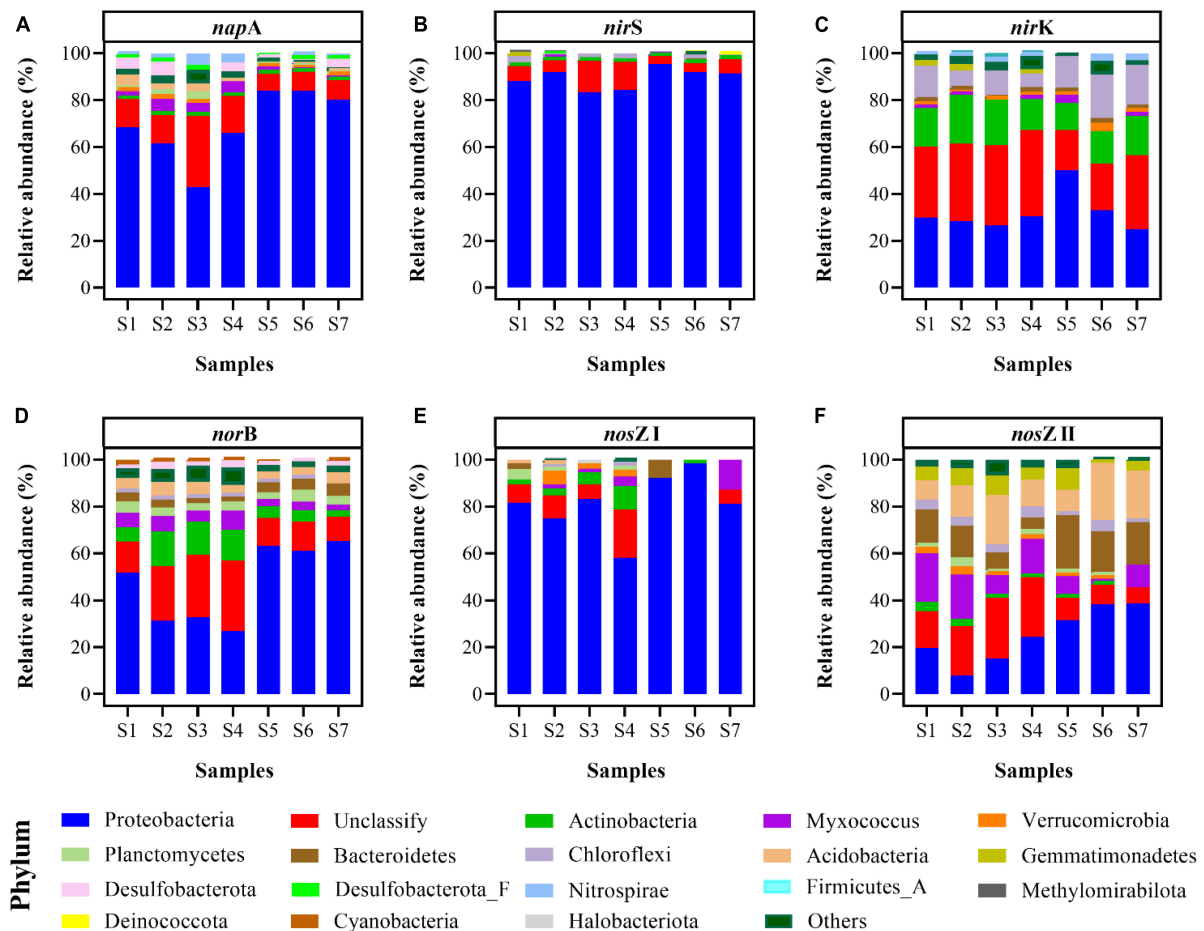 A
napA
Relative abundance (%)
100
80
60
40
20
0
S1 S2 S3 S4 S5 S6 S7
Samples
B
nirS
Relative abundance (%)
100
80
60
40
20
0
S1 S2 S3 S4 S5 S6 S7
Samples
C
nirK
Relative abundance (%)
100
80
60
40
20
0
S1 S2 S3 S4 S5 S6 S7
Samples
D
norB
Relative abundance (%)
100
80
60
40
20
0
S1 S2 S3 S4 S5 S6 S7
Samples
E
nosZ I
Relative abundance (%)
100
80
60
40
20
0
S1 S2 S3 S4 S5 S6 S7
Samples
F
nosZ II
Relative abundance (%)
100
80
60
40
20
0
S1 S2 S3 S4 S5 S6 S7
Samples
Phylum
Proteobacteria Unclassify Actinobacteria Myxococcus Verrucomicrobia
Planctomycetes Bacteroidetes Chloroflexi Acidobacteria Gemmatimonadetes
Desulfobacterota Desulfobacterota_F Nitrospirae Firmicutes_A Methylomirabilota
Deinococcota Cyanobacteria Halobacteriota Others